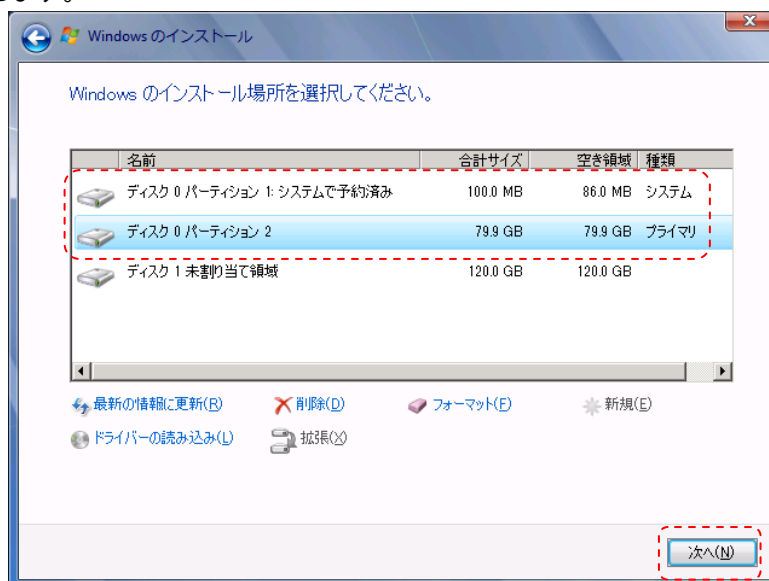 します。
Windows のインストール
Windows のインストール場所を選択してください。
名前 合計サイズ 空き領域 種類
ディスク 0 パーティション 1: システムで予約済み 100.0 MB 86.0 MB システム
ディスク 0 パーティション 2 79.9 GB 79.9 GB プライマリ
ディスク 1 未割り当て領域 120.0 GB 120.0 GB
最新の情報に更新(R) 削除(D) フォーマット(F) 新規(E)
ドライバーの読み込み(L) 拡張(X)
次へ(N)